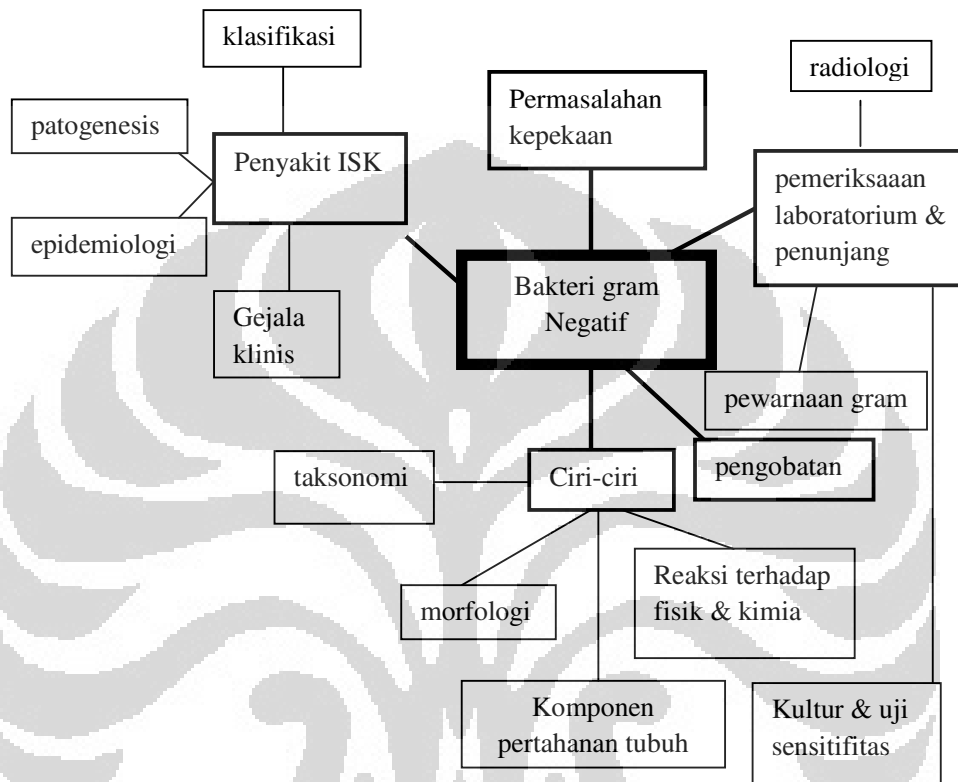 klasifikasi
radiologi
Permasalahan
kepekaan
patogenesis
Penyakit ISK
pemeriksaaan
laboratorium &
penunjang
epidemiologi
Bakteri gram
Negatif
Gejala
klinis
pewarnaan gram
pengobatan
taksonomi
Ciri-ciri
Reaksi terhadap
fisik & kimia
morfologi
Komponen
pertahanan tubuh
Kultur & uji
sensitifitas